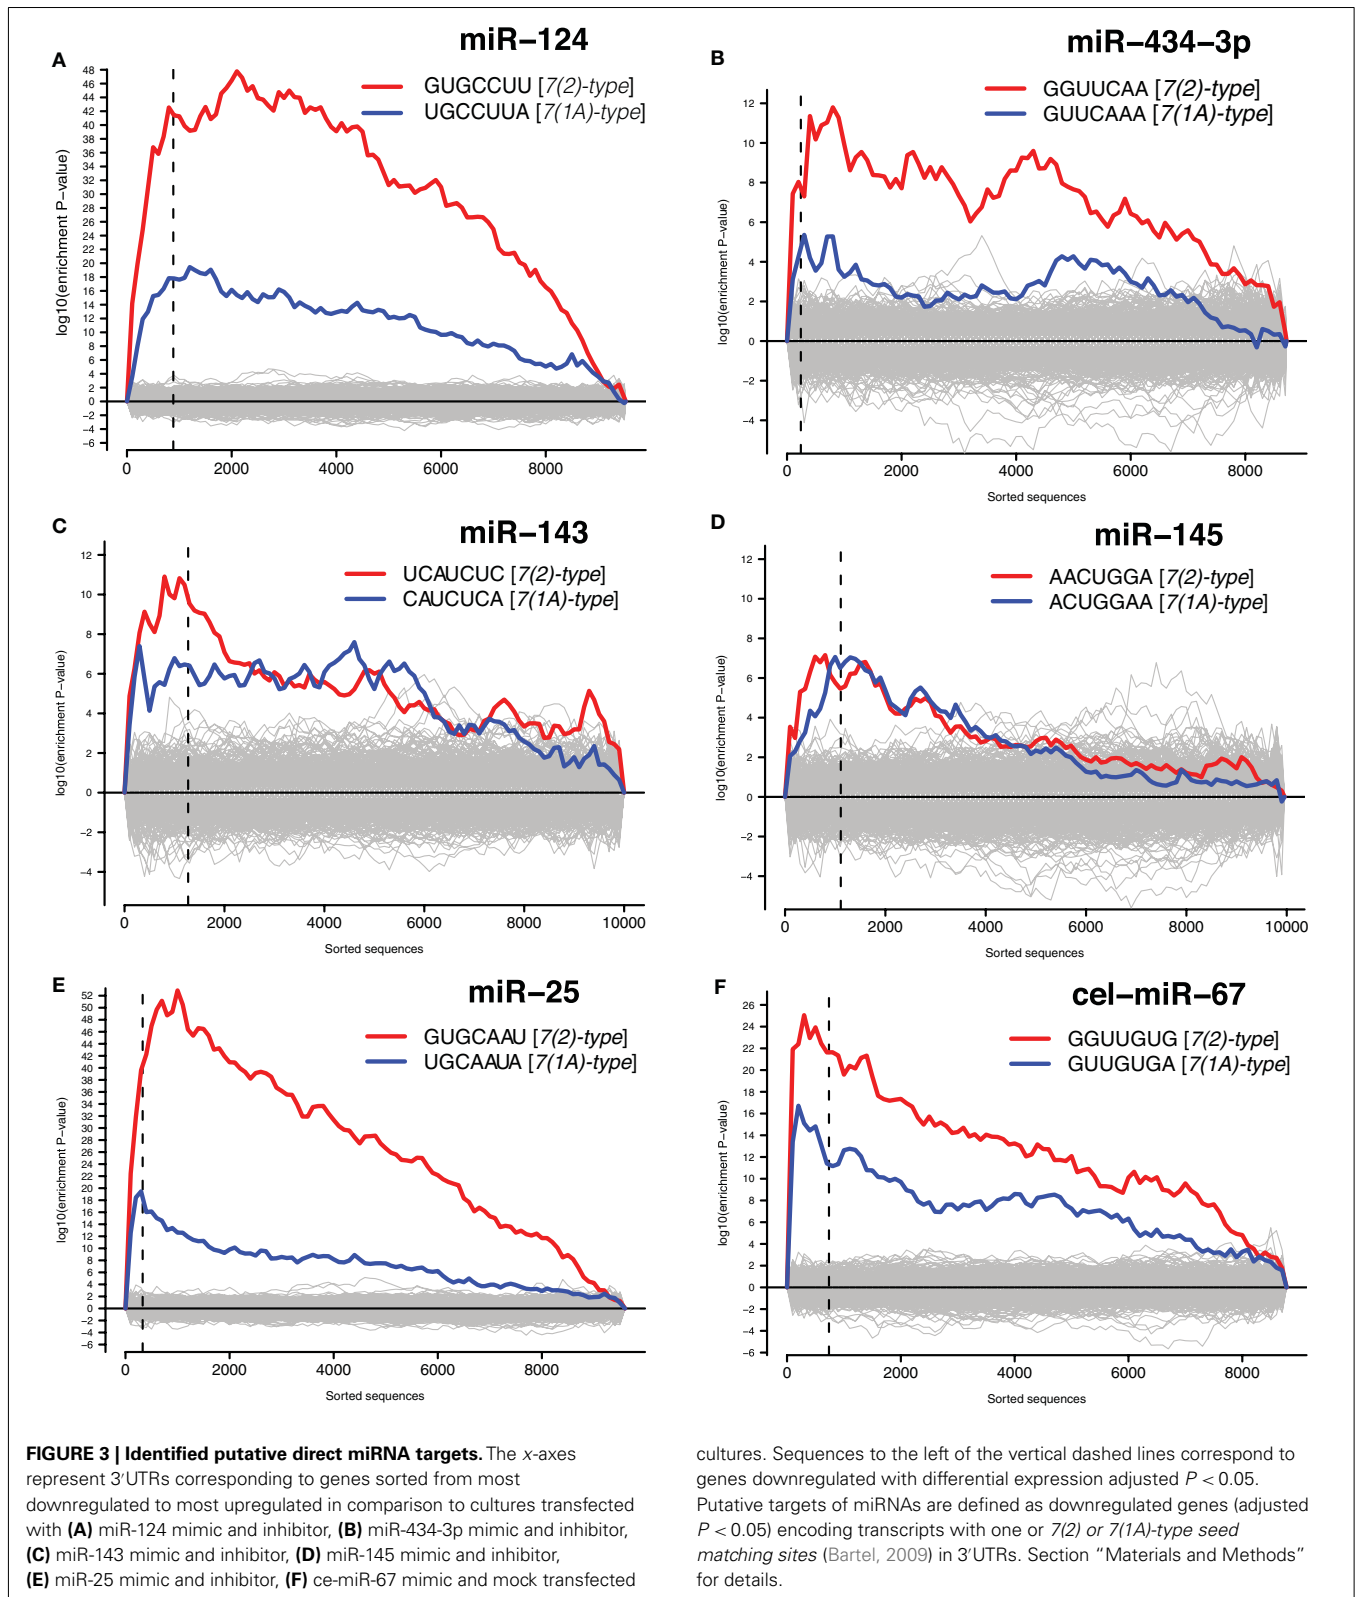 A
miR–124
GUGCCUU [7(2)-type]
UGCCUUA [7(1A)-type]
log10(enrichment P–value)
48
46
44
42
40
38
36
34
32
30
28
26
24
22
20
18
16
14
12
10
8
6
4
2
0
−2
−4
−6
0 2000 4000 6000 8000
B
miR–434–3p
GGUUCAA [7(2)-type]
GUUCAAA [7(1A)-type]
log10(enrichment P–value)
12
10
8
6
4
2
0
−2
−4
0 2000 4000 6000 8000
Sorted sequences
C
miR–143
UCAUCUC [7(2)-type]
CAUCUCA [7(1A)-type]
log10(enrichment P–value)
12
10
8
6
4
2
0
−2
−4
0 2000 4000 6000 8000 10000
Sorted sequences
D
miR–145
AACUGGA [7(2)-type]
ACUGGAA [7(1A)-type]
log10(enrichment P–value)
12
10
8
6
4
2
0
−2
−4
0 2000 4000 6000 8000 10000
Sorted sequences
E
miR–25
GUGCAAU [7(2)-type]
UGCAAUA [7(1A)-type]
log10(enrichment P–value)
52
50
48
46
44
42
40
38
36
34
32
30
28
26
24
22
20
18
16
14
12
10
8
6
4
2
0
−2
−4
−6
0 2000 4000 6000 8000
Sorted sequences
F
cel–miR–67
GGUUGUG [7(2)-type]
GUUGUGA [7(1A)-type]
log10(enrichment P–value)
26
24
22
20
18
16
14
12
10
8
6
4
2
0
−2
−4
−6
0 2000 4000 6000 8000
Sorted sequences
FIGURE 3 | Identified putative direct miRNA targets. The x-axes
represent 3′UTRs corresponding to genes sorted from most
downregulated to most upregulated in comparison to cultures transfected
with (A) miR-124 mimic and inhibitor, (B) miR-434-3p mimic and inhibitor,
(C) miR-143 mimic and inhibitor, (D) miR-145 mimic and inhibitor,
(E) miR-25 mimic and inhibitor, (F) ce-miR-67 mimic and mock transfected
cultures. Sequences to the left of the vertical dashed lines correspond to
genes downregulated with differential expression adjusted P < 0.05.
Putative targets of miRNAs are defined as downregulated genes (adjusted
P < 0.05) encoding transcripts with one or 7(2) or 7(1A)-type seed
matching sites (Bartel, 2009) in 3′UTRs. Section “Materials and Methods”
for details.